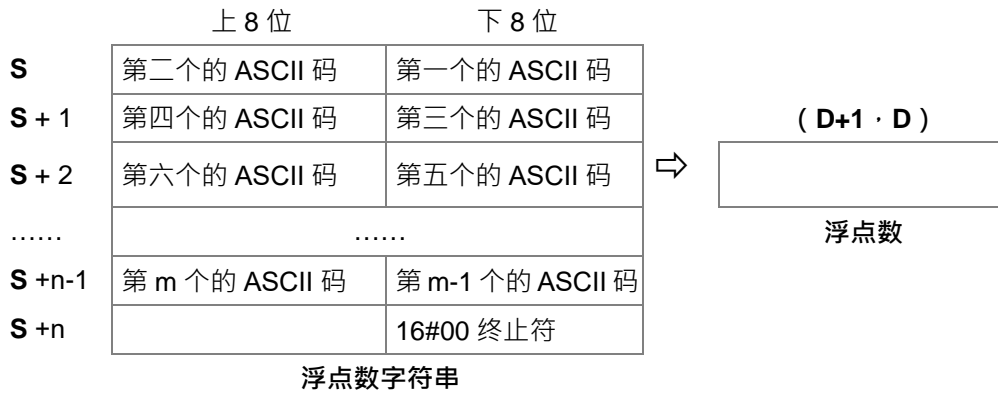 上 8 位 下 8 位
S 第二个的 ASCII 码 第一个的 ASCII 码
S + 1 第四个的 ASCII 码 第三个的 ASCII 码 （D+1，D）
S + 2 第六个的 ASCII 码 第五个的 ASCII 码 ⇨
…… …… 浮点数
S +n-1 第 m 个的 ASCII 码 第 m-1 个的 ASCII 码
S +n 16#00 终止符
浮点数字符串